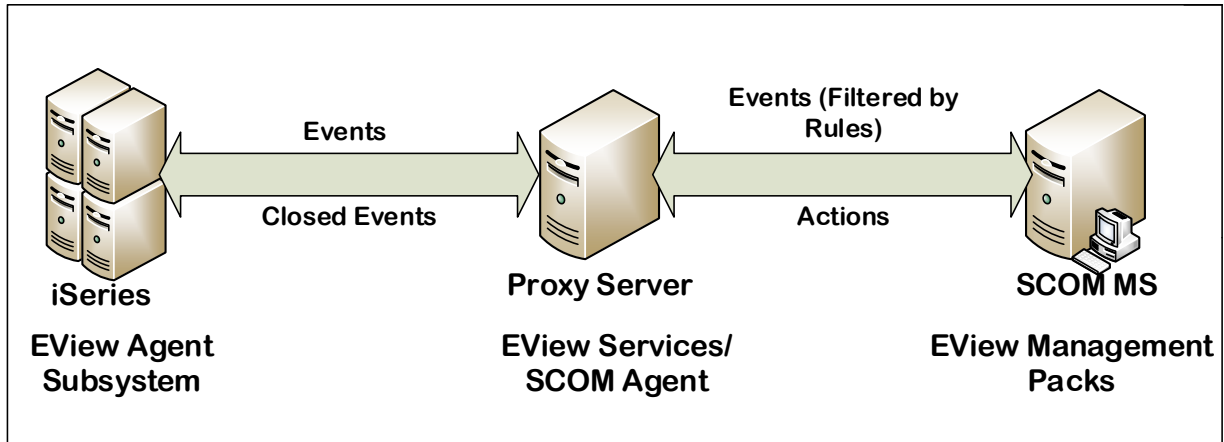 Events
Closed Events
Events (Filtered by
Rules)
Actions
iSeries
Proxy Server
SCOM MS
EView Agent
Subsystem
EView Services/
SCOM Agent
EView Management
Packs